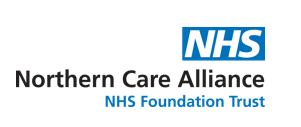 NHS
Northern Care Alliance
NHS Foundation Trust